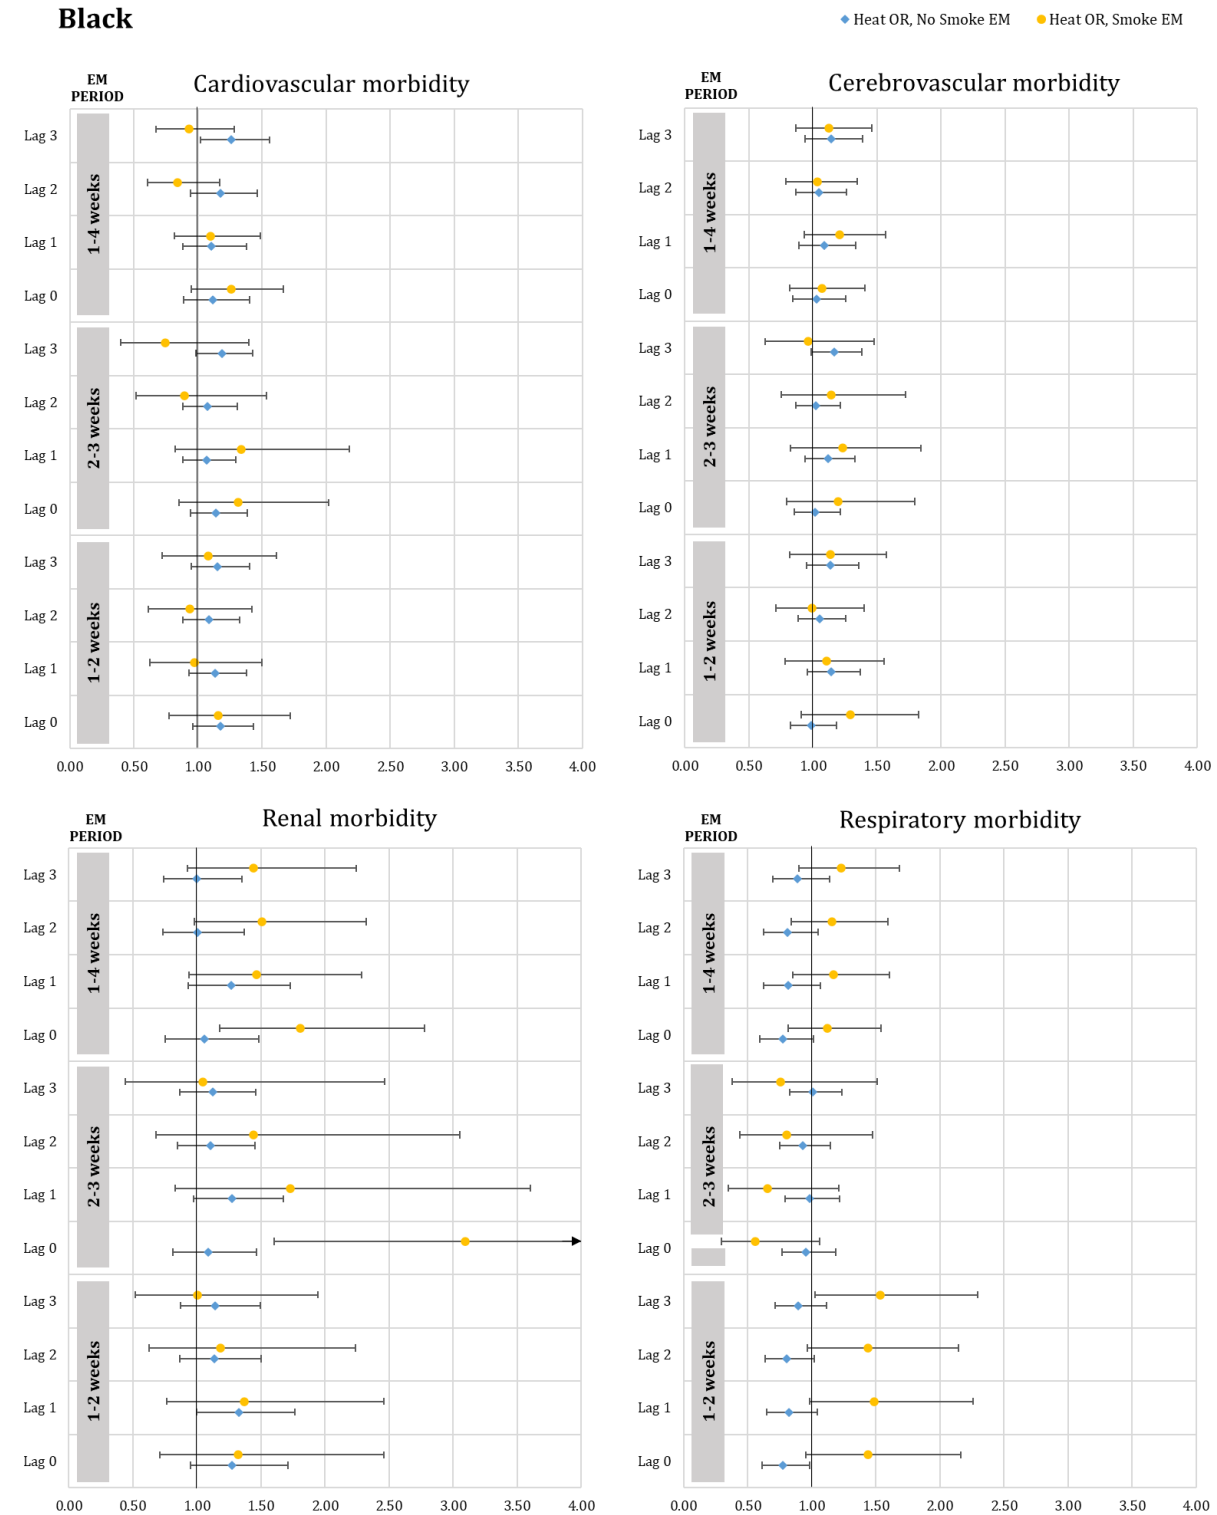 Black
Heat OR, No Smoke EM
Heat OR, Smoke EM
EM
PERIOD
Cardiovascular morbidity
Lag 3
Lag 2
Lag 1
Lag 0
1-4 weeks
Lag 3
Lag 2
Lag 1
Lag 0
2-3 weeks
Lag 3
Lag 2
Lag 1
Lag 0
1-2 weeks
0.00 0.50 1.00 1.50 2.00 2.50 3.00 3.50 4.00
EM
PERIOD
Cerebrovascular morbidity
Lag 3
Lag 2
Lag 1
Lag 0
1-4 weeks
Lag 3
Lag 2
Lag 1
Lag 0
2-3 weeks
Lag 3
Lag 2
Lag 1
Lag 0
1-2 weeks
0.00 0.50 1.00 1.50 2.00 2.50 3.00 3.50 4.00
EM
PERIOD
Renal morbidity
Lag 3
Lag 2
Lag 1
Lag 0
1-4 weeks
Lag 3
Lag 2
Lag 1
Lag 0
2-3 weeks
Lag 3
Lag 2
Lag 1
Lag 0
1-2 weeks
0.00 0.50 1.00 1.50 2.00 2.50 3.00 3.50 4.00
EM
PERIOD
Respiratory morbidity
Lag 3
Lag 2
Lag 1
Lag 0
1-4 weeks
Lag 3
Lag 2
Lag 1
Lag 0
2-3 weeks
Lag 3
Lag 2
Lag 1
Lag 0
1-2 weeks
0.00 0.50 1.00 1.50 2.00 2.50 3.00 3.50 4.00